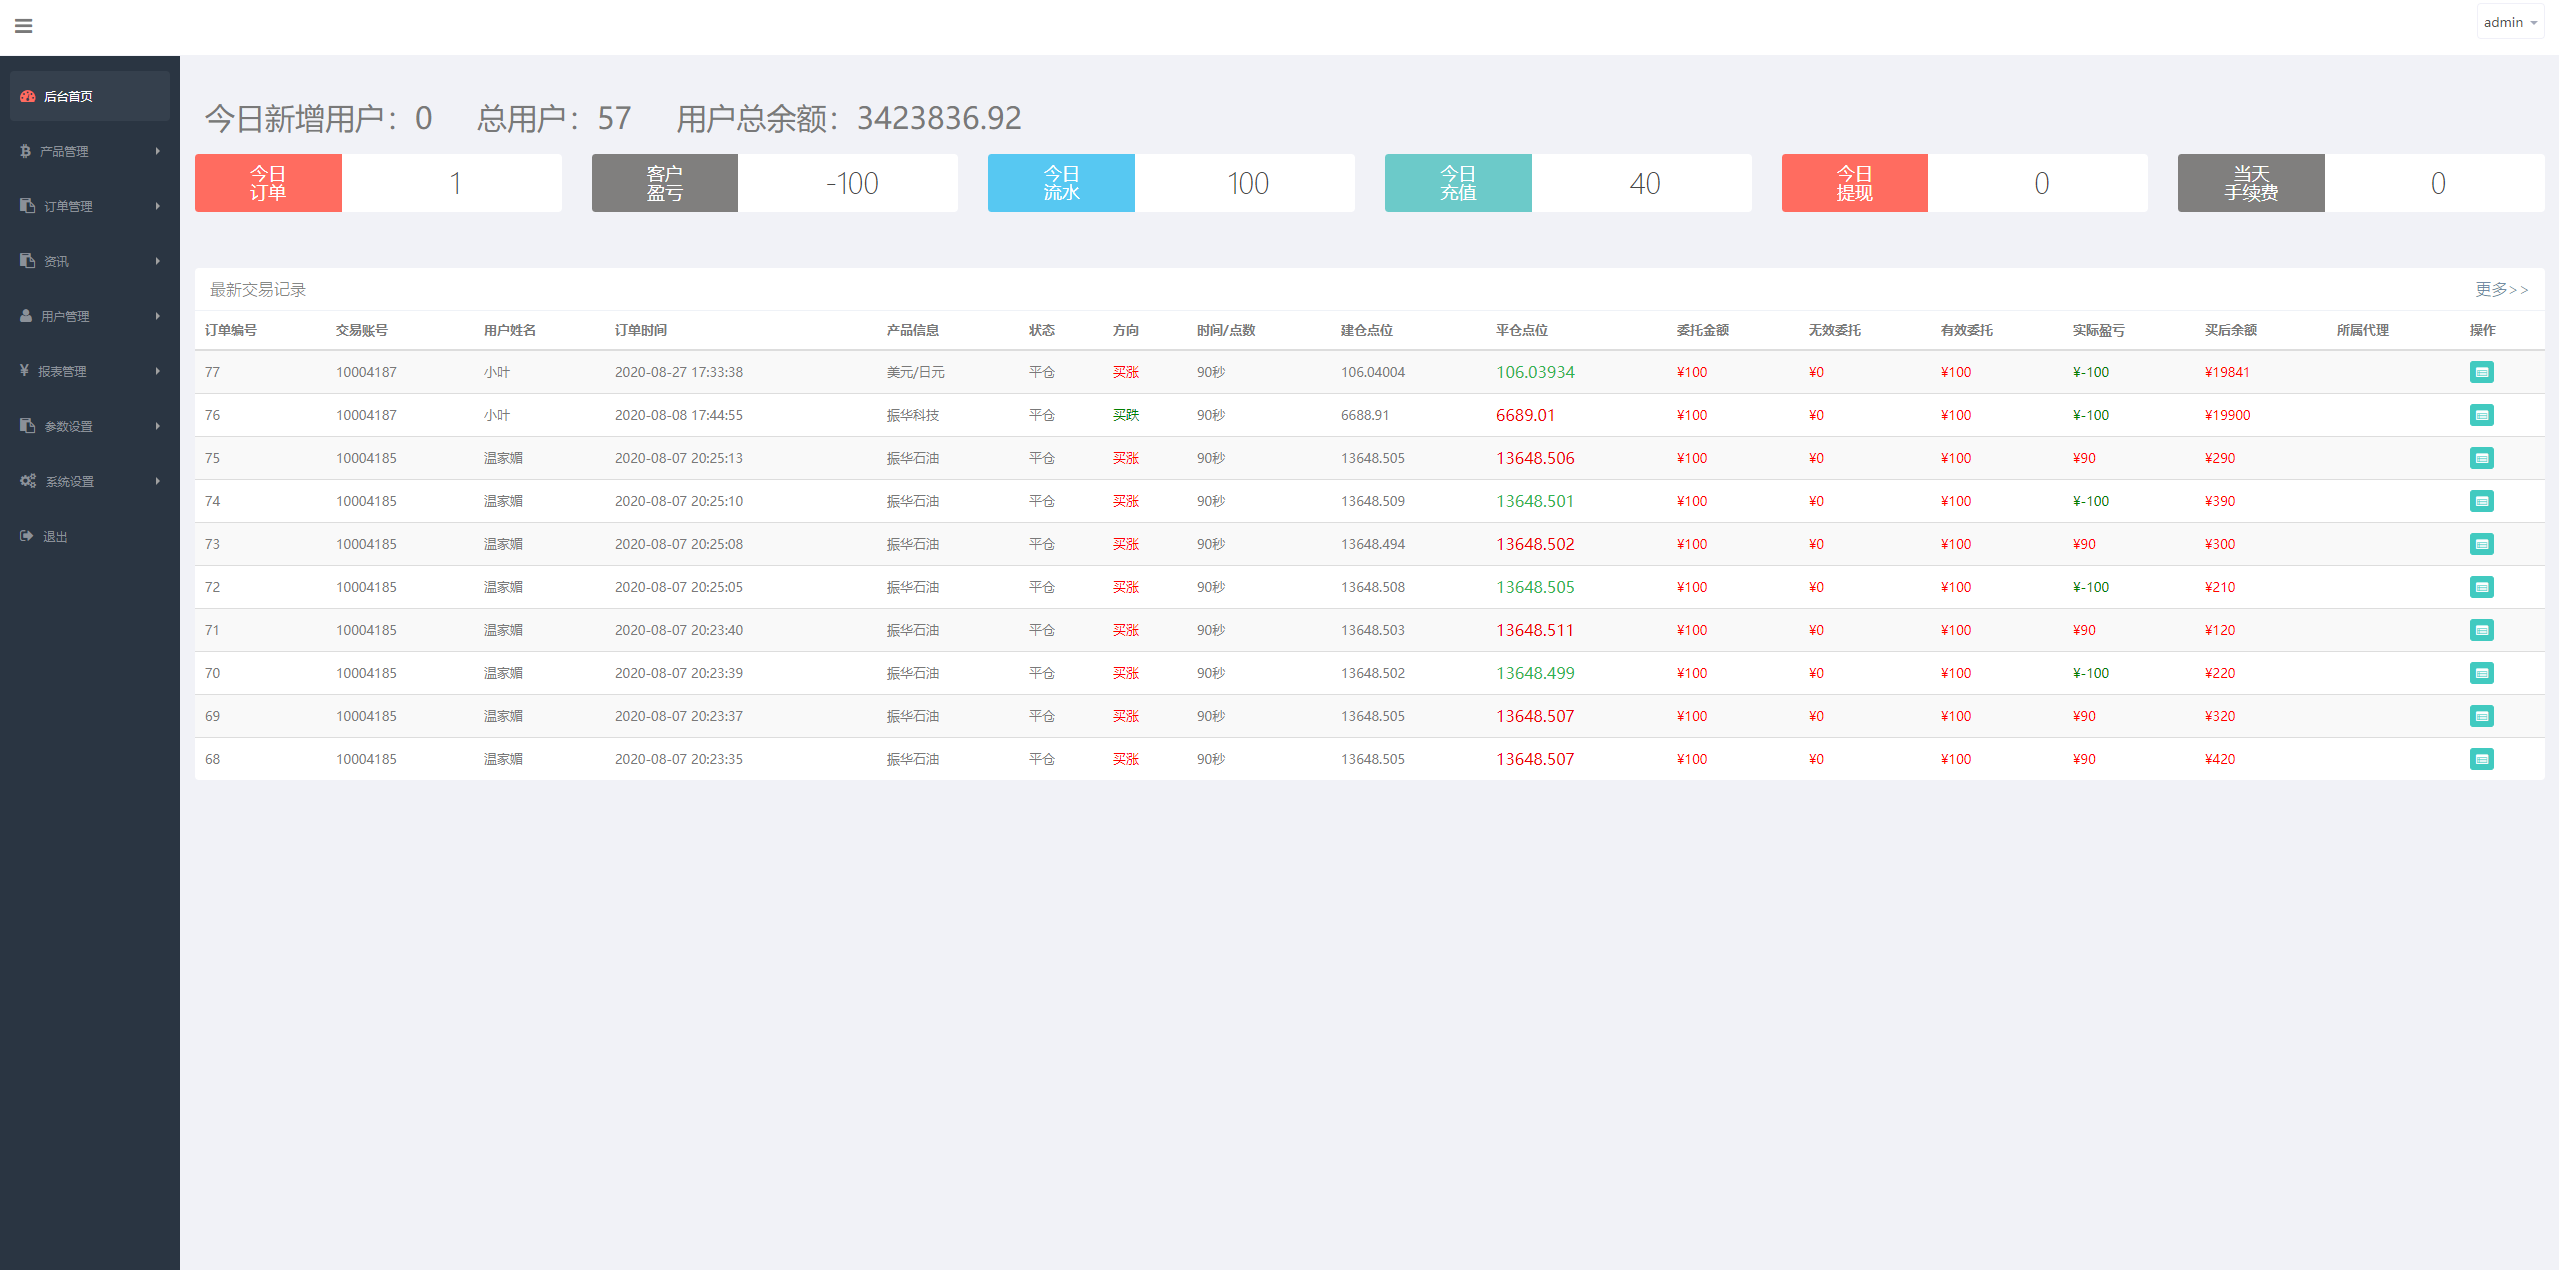 admin
后台首页
产品管理
订单管理
资讯
用户管理
报表管理
参数设置
系统设置
退出
今日新增用户：0 总用户：57 用户总余额：3423836.92
今日
订单
1
客户
盈亏
-100
今日
流水
100
今日
充值
40
今日
提现
0
当天
手续费
0
最新交易记录 更多>>
订单编号 交易账号 用户姓名 订单时间 产品信息 状态 方向 时间/点数 建仓点位 平仓点位 委托金额 无效委托 有效委托 实际盈亏 买后余额 所属代理 操作
77 10004187 小叶 2020-08-27 17:33:38 美元/日元 平仓 买涨 90秒 106.04004 106.03934 ¥100 ¥0 ¥100 ¥-100 ¥19841
76 10004187 小叶 2020-08-08 17:44:55 振华科技 平仓 买跌 90秒 6688.91 6689.01 ¥100 ¥0 ¥100 ¥-100 ¥19900
75 10004185 温家媚 2020-08-07 20:25:13 振华石油 平仓 买涨 90秒 13648.505 13648.506 ¥100 ¥0 ¥100 ¥90 ¥290
74 10004185 温家媚 2020-08-07 20:25:10 振华石油 平仓 买涨 90秒 13648.509 13648.501 ¥100 ¥0 ¥100 ¥-100 ¥390
73 10004185 温家媚 2020-08-07 20:25:08 振华石油 平仓 买涨 90秒 13648.494 13648.502 ¥100 ¥0 ¥100 ¥90 ¥300
72 10004185 温家媚 2020-08-07 20:25:05 振华石油 平仓 买涨 90秒 13648.508 13648.505 ¥100 ¥0 ¥100 ¥-100 ¥210
71 10004185 温家媚 2020-08-07 20:23:40 振华石油 平仓 买涨 90秒 13648.503 13648.511 ¥100 ¥0 ¥100 ¥90 ¥120
70 10004185 温家媚 2020-08-07 20:23:39 振华石油 平仓 买涨 90秒 13648.502 13648.499 ¥100 ¥0 ¥100 ¥-100 ¥220
69 10004185 温家媚 2020-08-07 20:23:37 振华石油 平仓 买涨 90秒 13648.505 13648.507 ¥100 ¥0 ¥100 ¥90 ¥320
68 10004185 温家媚 2020-08-07 20:23:35 振华石油 平仓 买涨 90秒 13648.505 13648.507 ¥100 ¥0 ¥100 ¥90 ¥420